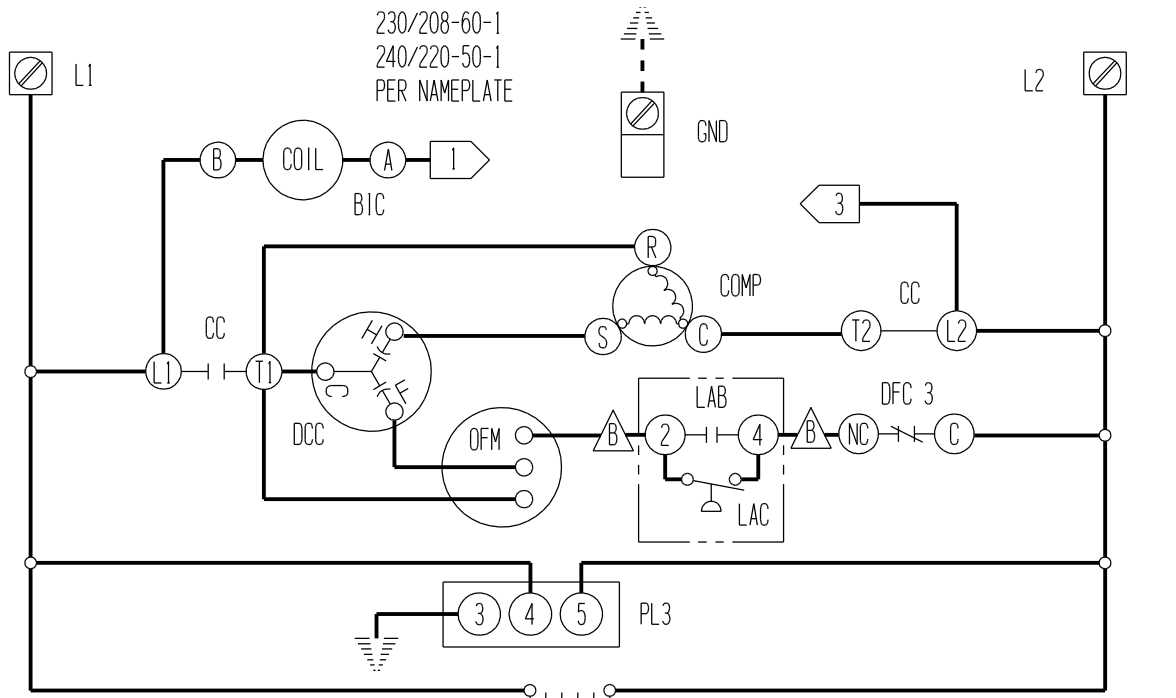 230/208-60-1
240/220-50-1
PER NAMEPLATE
L1
L2
GND
B
COIL
A
1
BIC
3
R
COMP
CC
CC
S
C
T2
L2
L1
T1
C
H
F
DCC
LAB
DFC 3
OFM
B
2
4
B
NC
C
LAC
3
4
5
PL3